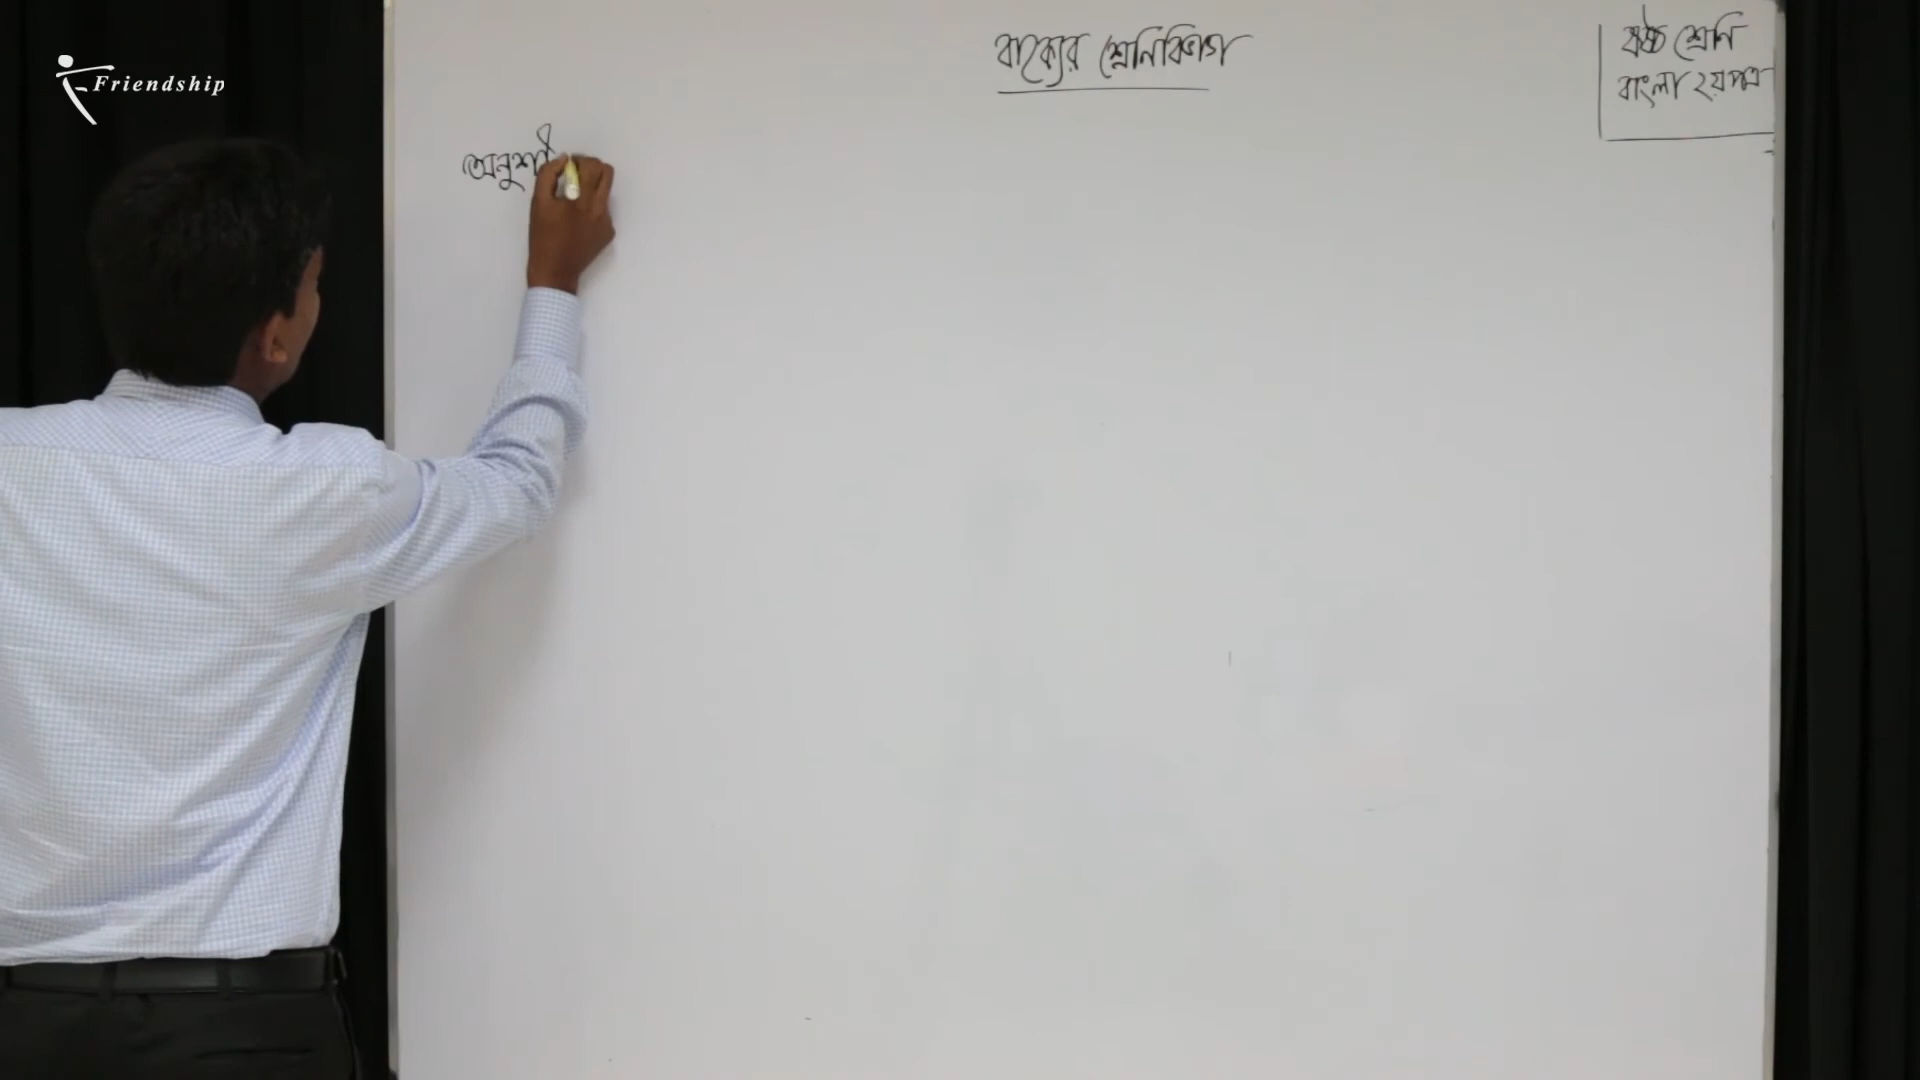 Friendship
বাক্যের শ্রেনিবিভাগ
ষষ্ঠ শ্রেনি
বাংলা ২য় পত্র
অনুশী